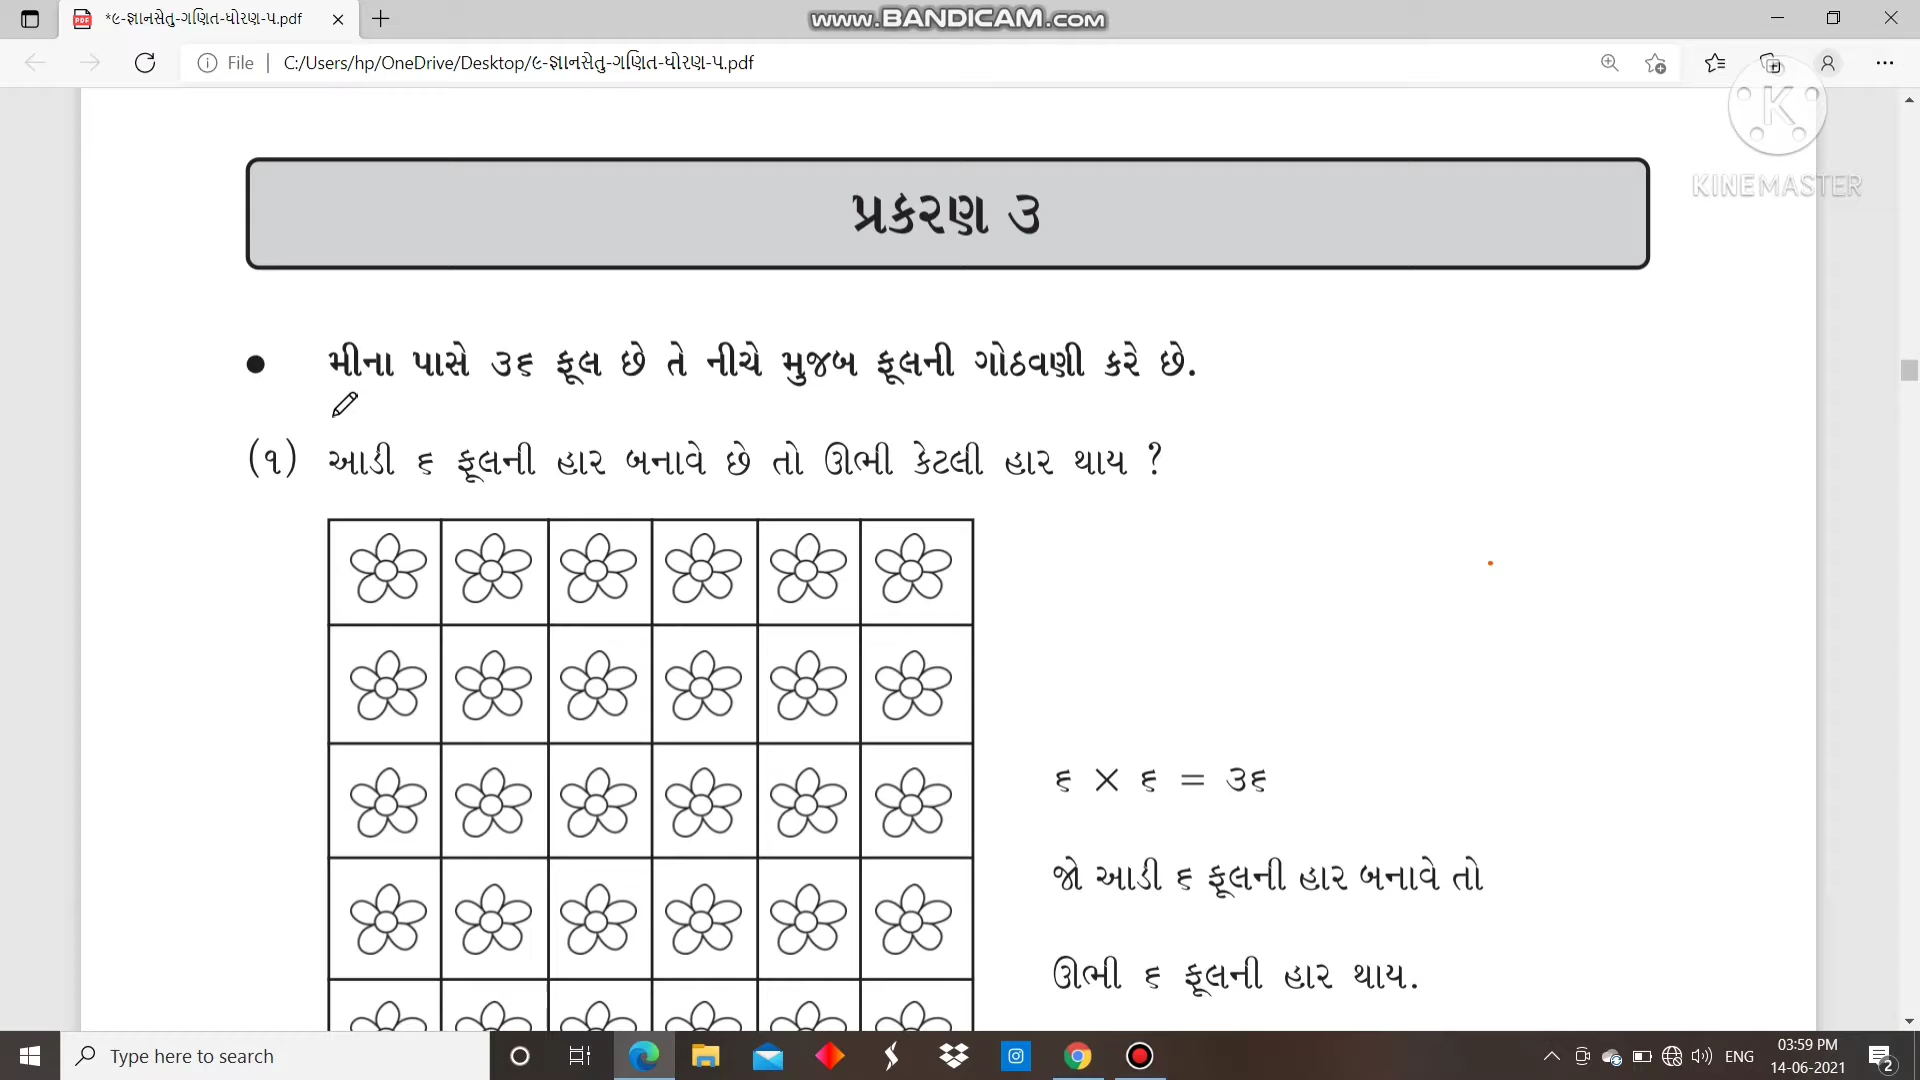 *૯-જ્ઞાનસેતુ-ગણિત-ધોરણ-૫.pdf
www.BANDICAM.com
File
C:/Users/hp/OneDrive/Desktop/૯-જ્ઞાનસેતુ-ગણિત-ધોરણ-૫.pdf
K
KINEMASTER
પ્રકરણ ૩
● મીના પાસે ૩૬ ફૂલ છે તે નીચે મુજબ ફૂલની ગોઠવણી કરે છે.
(૧) આડી ૬ ફૂલની હાર બનાવે છે તો ઊભી કેટલી હાર થાય ?
૬ × ૬ = ૩૬
જો આડી ૬ ફૂલની હાર બનાવે તો
ઊભી ૬ ફૂલની હાર થાય.
Type here to search
ENG
03:59 PM
14-06-2021
2